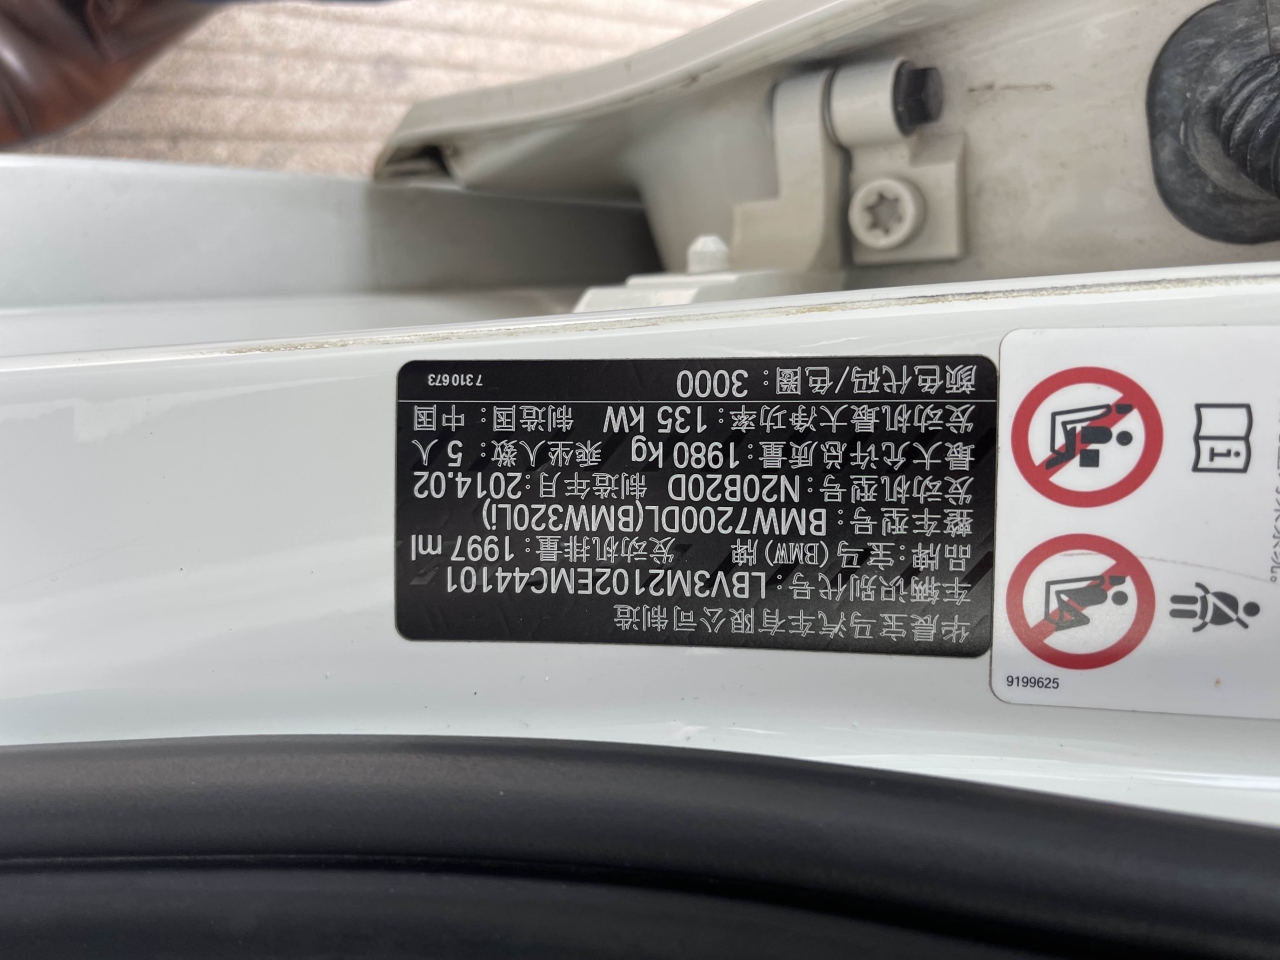 华晨宝马汽车有限公司制造
车辆识别代号：LBV3M2102EMC44101
品牌：宝马(BMW)牌 发动机排量：1997 ml
整车型号：BMW7200DL(BMW320Li)
发动机型号：N20B20D 制造年月：2014.02
最大允许总质量：1980 kg 乘坐人数：5 人
发动机最大净功率：135 kW 制造国：中国
颜色代码/色圈：3000 7310673
9199625